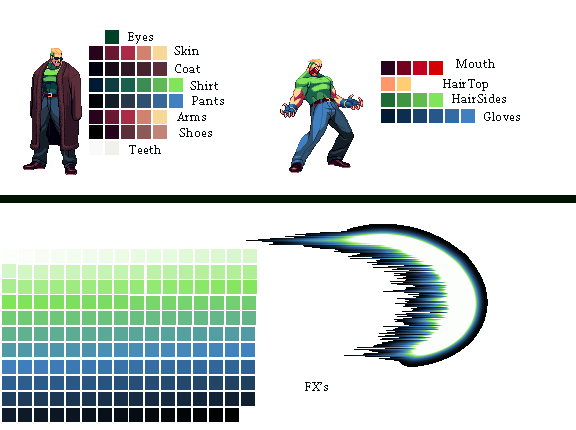 Eyes
Skin
Coat
Shirt
Pants
Arms
Shoes
Teeth
Mouth
HairTop
HairSides
Gloves
FX's